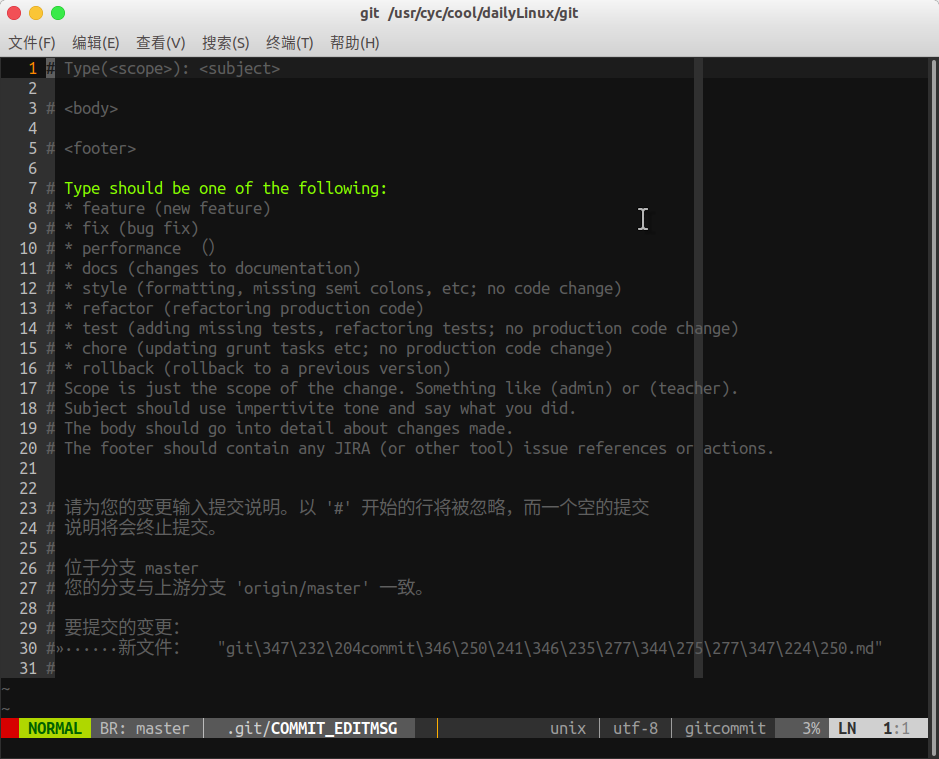 git /usr/cyc/cool/dailyLinux/git
文件(F) 编辑(E) 查看(V) 搜索(S) 终端(T) 帮助(H)
1 # Type(<scope>): <subject>
2
3 # <body>
4
5 # <footer>
6
7 # Type should be one of the following:
8 # * feature (new feature)
9 # * fix (bug fix)
10 # * performance （）
11 # * docs (changes to documentation)
12 # * style (formatting, missing semi colons, etc; no code change)
13 # * refactor (refactoring production code)
14 # * test (adding missing tests, refactoring tests; no production code change)
15 # * chore (updating grunt tasks etc; no production code change)
16 # * rollback (rollback to a previous version)
17 # Scope is just the scope of the change. Something like (admin) or (teacher).
18 # Subject should use impertivite tone and say what you did.
19 # The body should go into detail about changes made.
20 # The footer should contain any JIRA (or other tool) issue references or actions.
21
22
23 # 请为您的变更输入提交说明。以 '#' 开始的行将被忽略，而一个空的提交
24 # 说明将会终止提交。
25 #
26 # 位于分支 master
27 # 您的分支与上游分支 'origin/master' 一致。
28 #
29 # 要提交的变更：
30 #»······新文件：   "git\347\232\204commit\346\250\241\346\235\277\344\275\277\347\224\250.md"
31 #
~
~
NORMAL BR: master .git/COMMIT_EDITMSG unix utf-8 gitcommit 3% LN 1:1